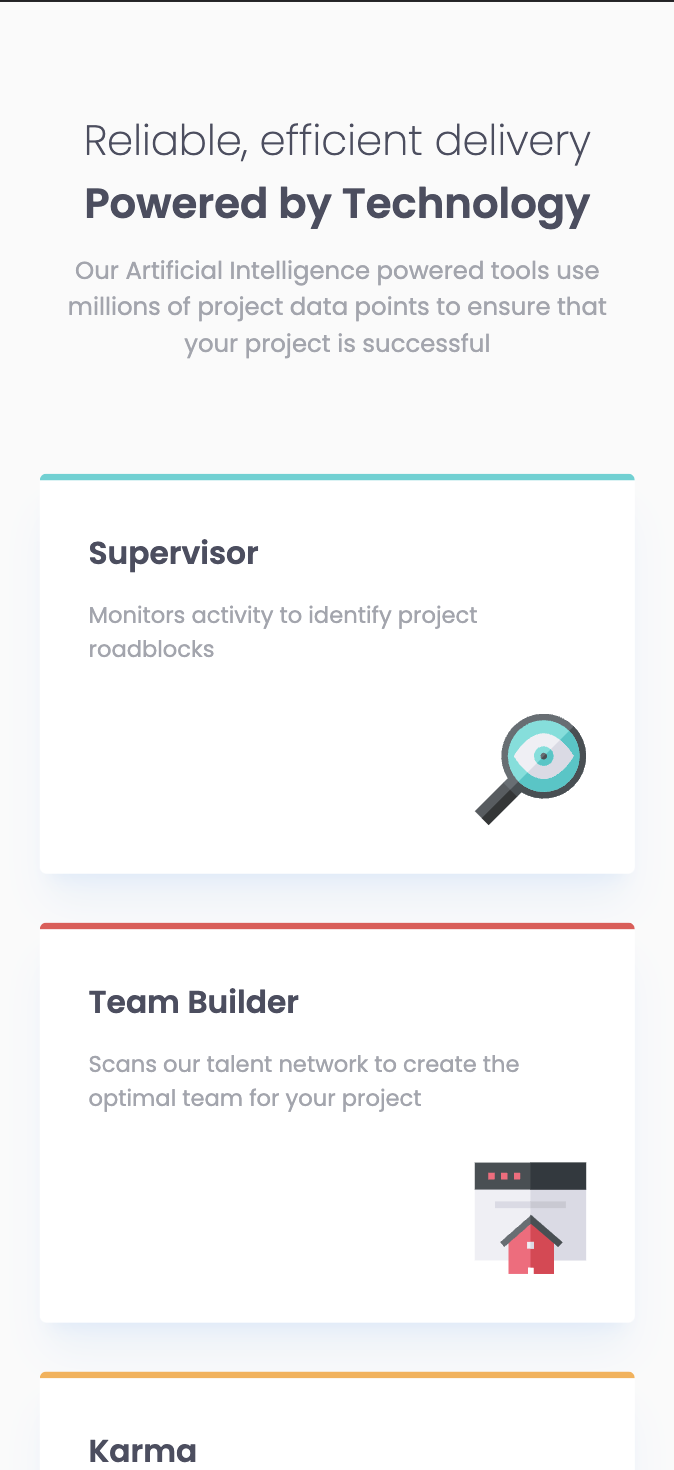 Reliable, efficient delivery
Powered by Technology
Our Artificial Intelligence powered tools use
millions of project data points to ensure that
your project is successful
Supervisor
Monitors activity to identify project
roadblocks
Team Builder
Scans our talent network to create the
optimal team for your project
Karma